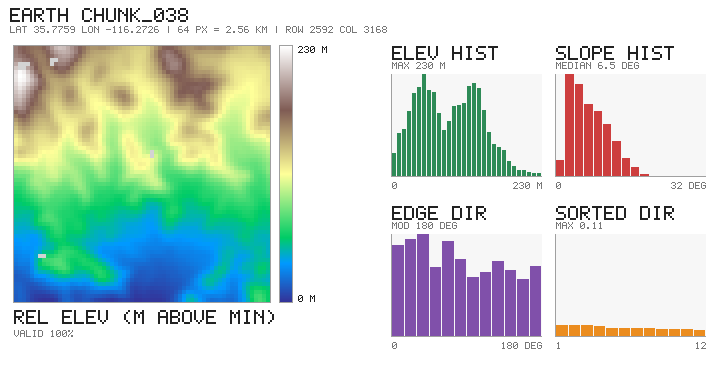 EARTH CHUNK_038
LAT 35.7759 LON -116.2726 | 64 PX = 2.56 KM | ROW 2592 COL 3168
230 M
0 M
REL ELEV (M ABOVE MIN)
VALID 100%
ELEV HIST
MAX 230 M
0 230 M
SLOPE HIST
MEDIAN 6.5 DEG
0 32 DEG
EDGE DIR
MOD 180 DEG
0 180 DEG
SORTED DIR
MAX 0.11
1 12